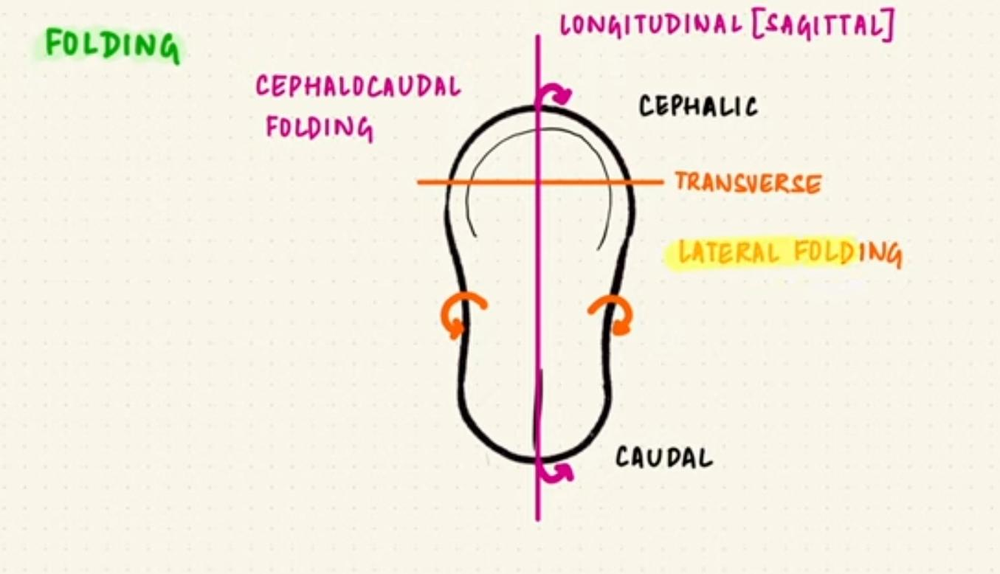 LONGITUDINAL [SAGITTAL]
FOLDING
CEPHALOCAUDAL
FOLDING
CEPHALIC
TRANSVERSE
LATERAL FOLDING
CAUDAL